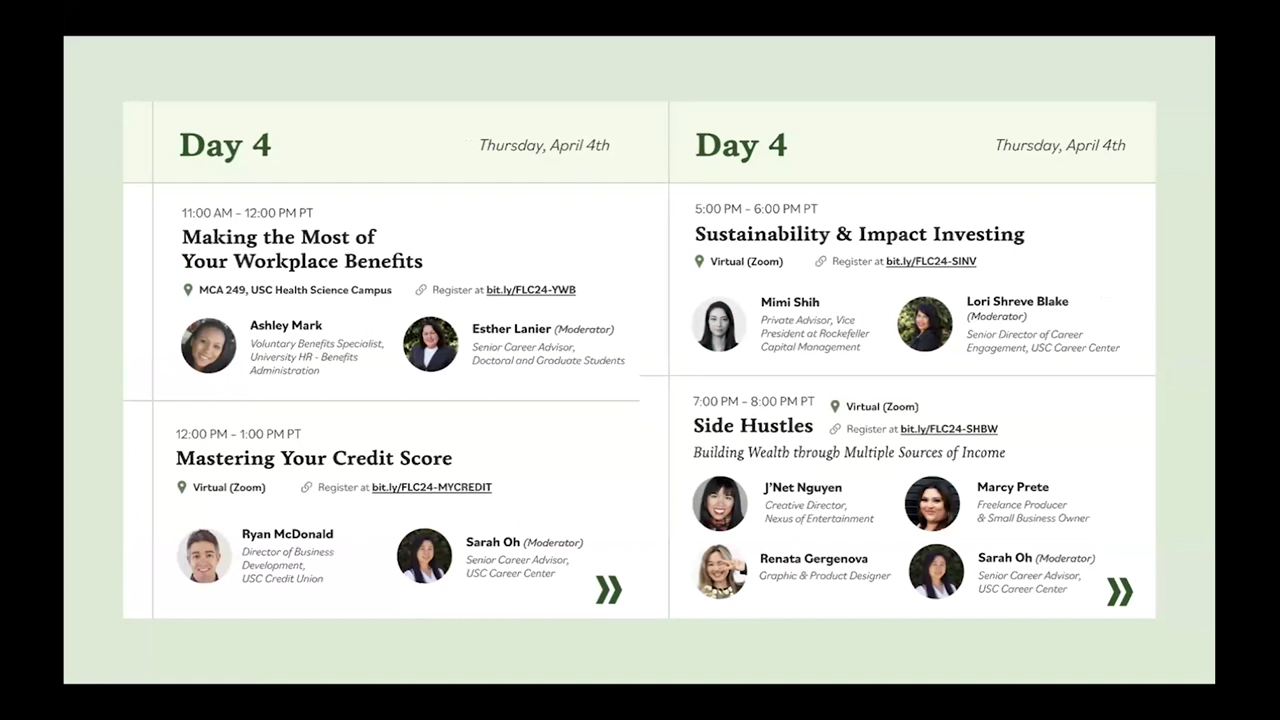 Day 4
Thursday, April 4th
11:00 AM – 12:00 PM PT
Making the Most of
Your Workplace Benefits
MCA 249, USC Health Science Campus
Register at bit.ly/FLC24-YWB
Ashley Mark
Voluntary Benefits Specialist,
University HR - Benefits
Administration
Esther Lanier (Moderator)
Senior Career Advisor,
Doctoral and Graduate Students
12:00 PM – 1:00 PM PT
Mastering Your Credit Score
Virtual (Zoom)
Register at bit.ly/FLC24-MYCREDIT
Ryan McDonald
Director of Business
Development,
USC Credit Union
Sarah Oh (Moderator)
Senior Career Advisor,
USC Career Center
Day 4
Thursday, April 4th
5:00 PM – 6:00 PM PT
Sustainability & Impact Investing
Virtual (Zoom)
Register at bit.ly/FLC24-SINV
Mimi Shih
Private Advisor, Vice
President at Rockefeller
Capital Management
Lori Shreve Blake
(Moderator)
Senior Director of Career
Engagement, USC Career Center
7:00 PM – 8:00 PM PT
Virtual (Zoom)
Side Hustles
Register at bit.ly/FLC24-SHBW
Building Wealth through Multiple Sources of Income
J’Net Nguyen
Creative Director,
Nexus of Entertainment
Marcy Prete
Freelance Producer
& Small Business Owner
Renata Gergenova
Graphic & Product Designer
Sarah Oh (Moderator)
Senior Career Advisor,
USC Career Center